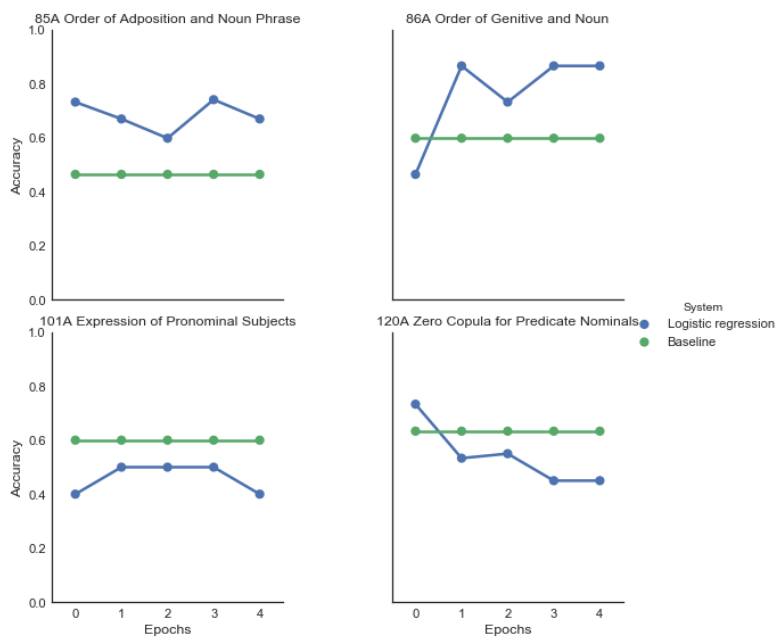 85A Order of Adposition and Noun Phrase
1.0
0.8
0.6
0.4
0.2
0.0
Accuracy
86A Order of Genitive and Noun
101A Expression of Pronominal Subjects
1.0
0.8
0.6
0.4
0.2
0.0
Accuracy
0 1 2 3 4
Epochs
120A Zero Copula for Predicate Nominals
0 1 2 3 4
Epochs
System
Logistic regression
Baseline